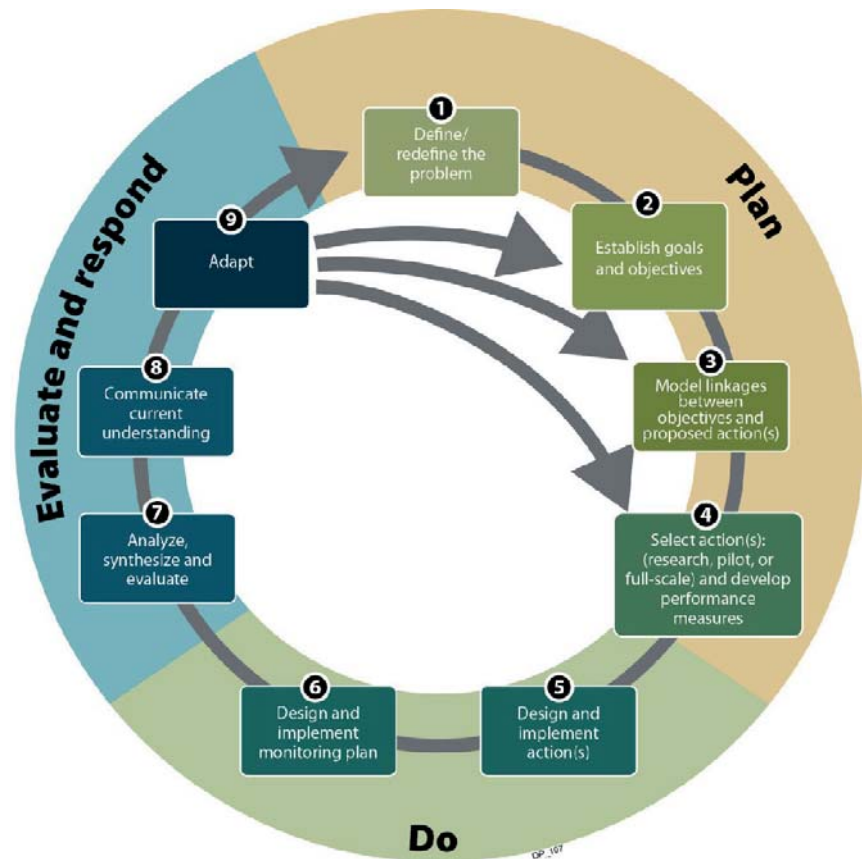 1
Define/
redefine the
problem
2
Establish goals
and objectives
3
Model linkages
between
objectives and
proposed action(s)
4
Select action(s):
(research, pilot, or
full-scale) and develop
performance
measures
5
Design and
implement
action(s)
6
Design and
implement
monitoring plan
7
Analyze,
synthesize and
evaluate
8
Communicate
current
understanding
9
Adapt
Plan
Do
Evaluate and respond
DP_107